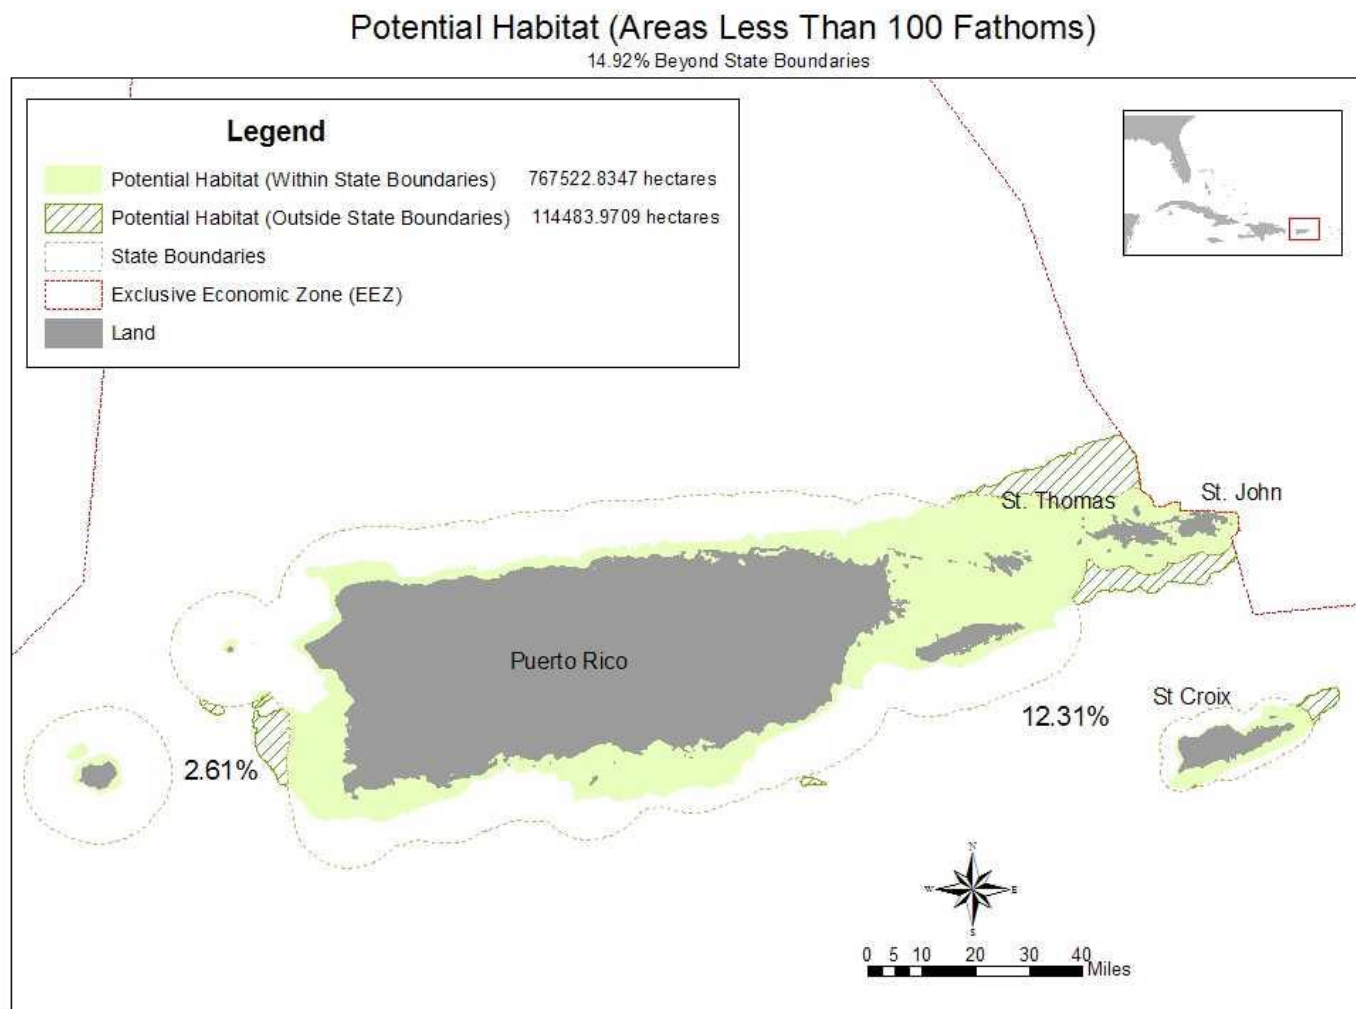 Potential Habitat (Areas Less Than 100 Fathoms)
14.92% Beyond State Boundaries
Legend
Potential Habitat (Within State Boundaries) 767522.8347 hectares
Potential Habitat (Outside State Boundaries) 114483.9709 hectares
State Boundaries
Exclusive Economic Zone (EEZ)
Land
St. Thomas
St. John
Puerto Rico
St Croix
12.31%
2.61%
N
W E
S
0 5 10 20 30 40
Miles